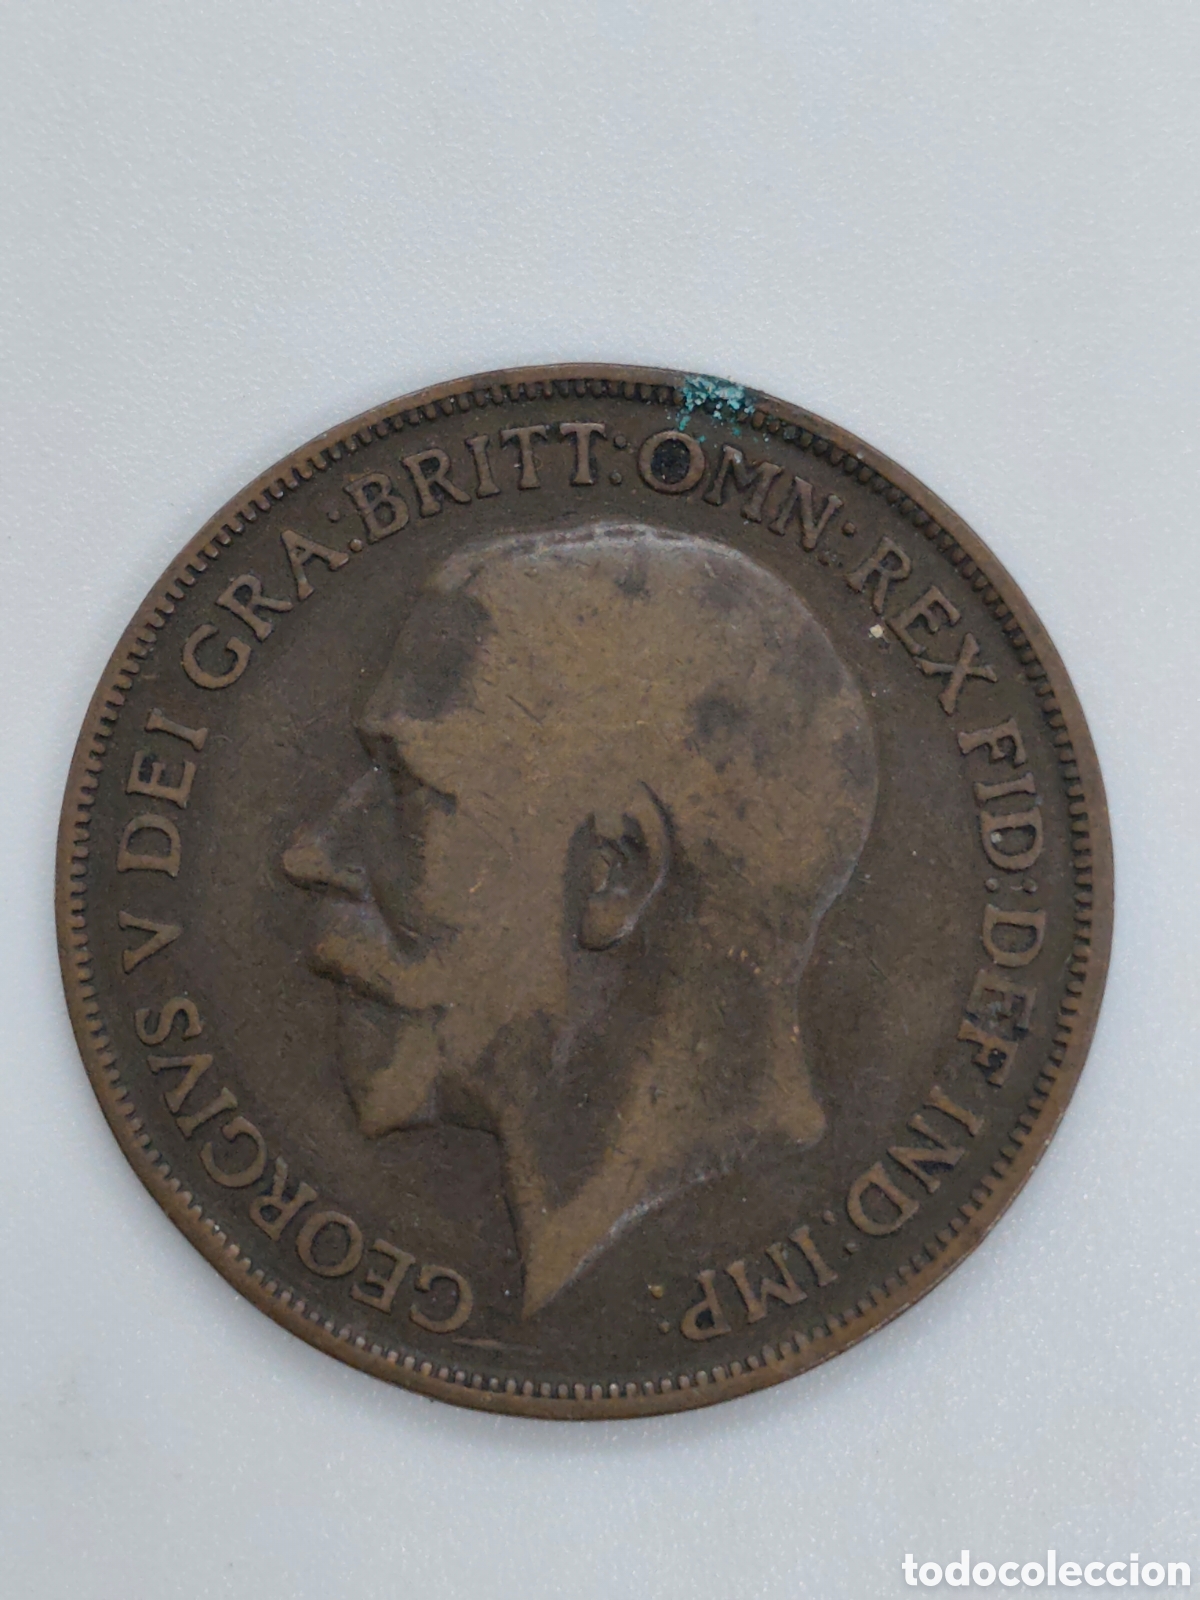 GEORGIVS V DEI GRA: BRITT: OMN: REX FID: DEF IND: IMP:
todocoleccion